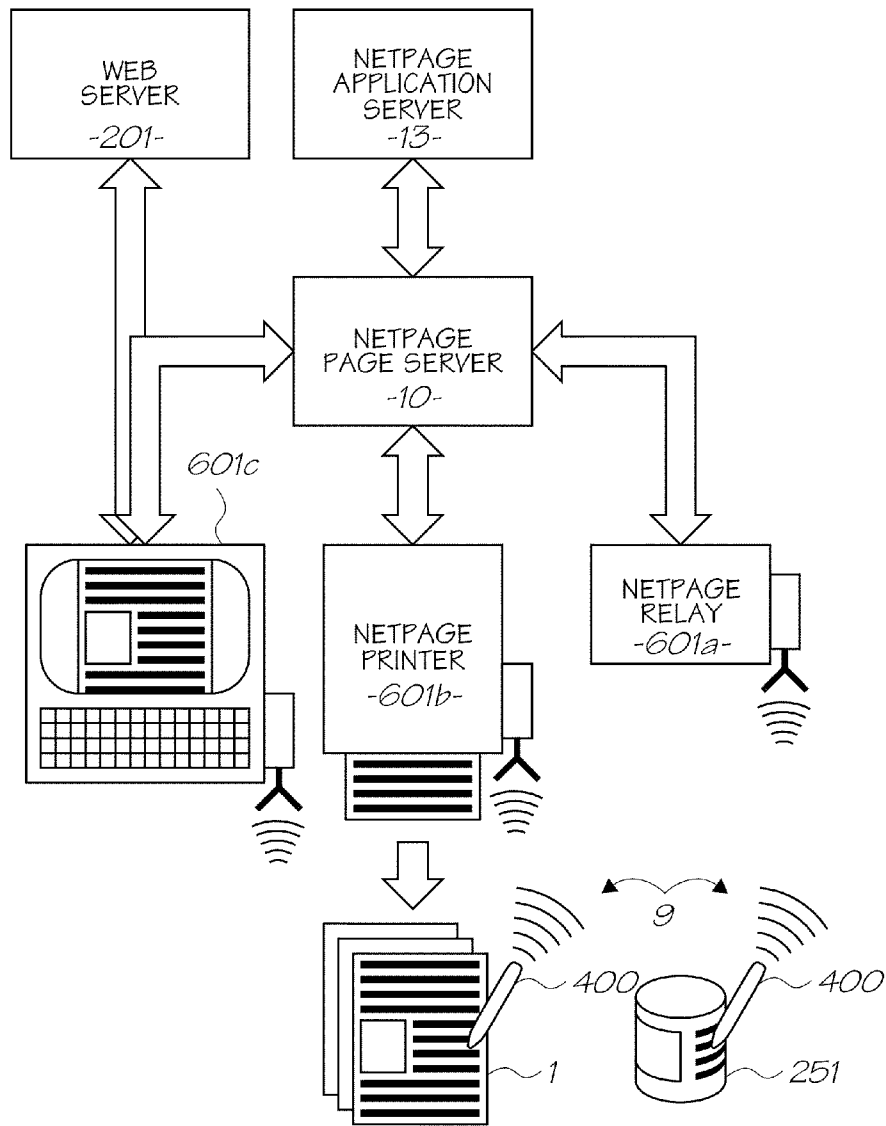 WEB
SERVER
-201-
NETPAGE
APPLICATION
SERVER
-13-
NETPAGE
PAGE SERVER
-10-
601c
NETPAGE
PRINTER
-601b-
NETPAGE
RELAY
-601a-
9
400
400
1
251